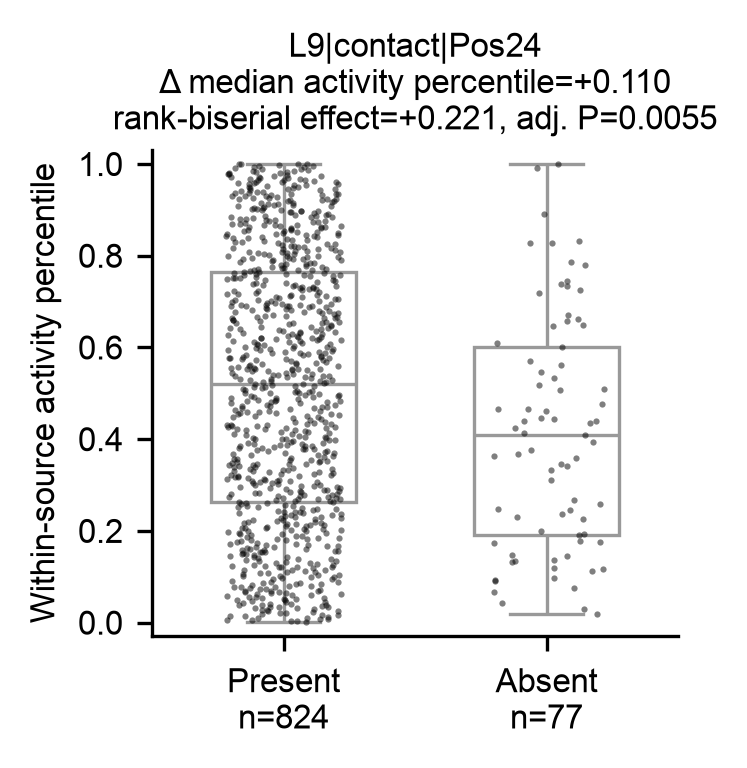 L9|contact|Pos24
Δ median activity percentile=+0.110
rank-biserial effect=+0.221, adj. P=0.0055
Within-source activity percentile
1.0
0.8
0.6
0.4
0.2
0.0
Present
n=824
Absent
n=77